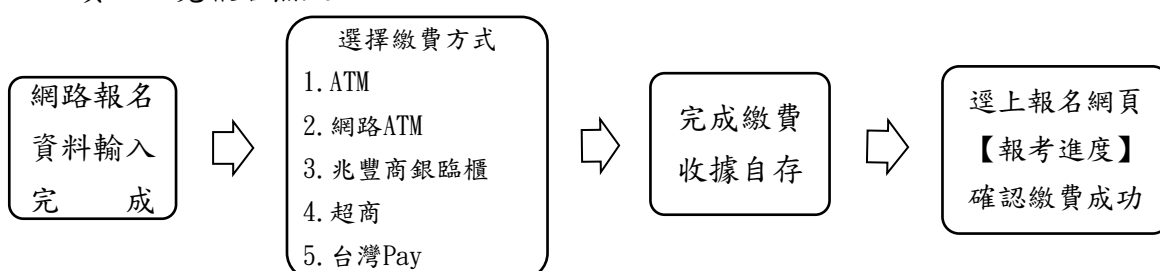 網路報名
資料輸入
完 成
選擇繳費方式
1. ATM
2. 網路ATM
3. 兆豐商銀臨櫃
4. 超商
5. 台灣Pay
完成繳費
收據自存
逕上報名網頁
【報考進度】
確認繳費成功